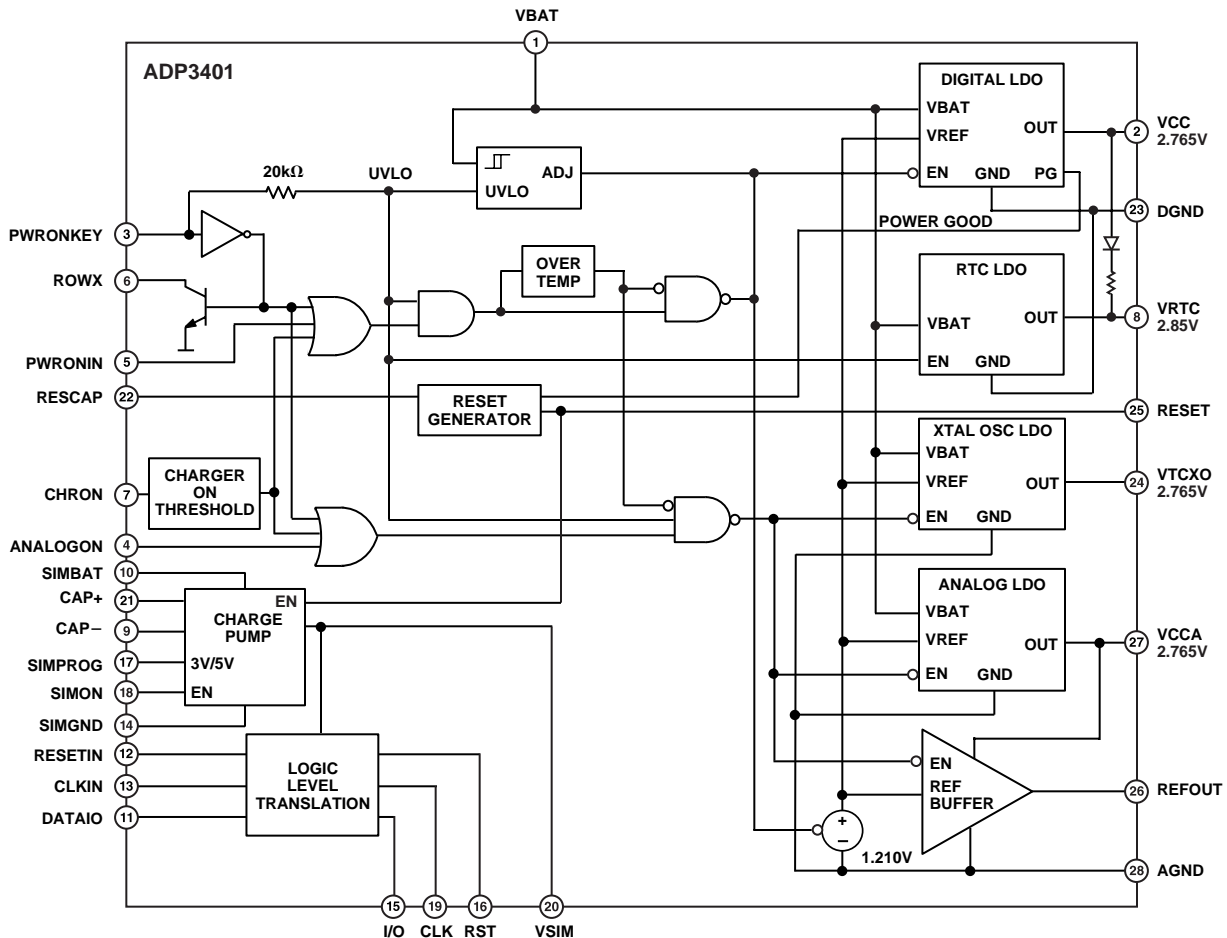 VBAT
1
ADP3401
DIGITAL LDO
VBAT
VREF
OUT
EN
GND
PG
2
VCC
2.765V
20kΩ
UVLO
ADJ
UVLO
POWER GOOD
23
DGND
PWRONKEY
3
ROWX
6
OVER
TEMP
RTC LDO
VBAT
OUT
EN
GND
8
VRTC
2.85V
PWRONIN
5
RESCAP
22
RESET
GENERATOR
25
RESET
XTAL OSC LDO
VBAT
VREF
OUT
EN
GND
24
VTCXO
2.765V
CHRON
7
CHARGER
ON
THRESHOLD
ANALOGON
4
SIMBAT
10
CAP+
21
CAP−
9
SIMPROG
17
SIMON
18
SIMGND
14
EN
CHARGE
PUMP
3V/5V
EN
ANALOG LDO
VBAT
VREF
OUT
EN
GND
27
VCCA
2.765V
RESETIN
12
CLKIN
13
DATAIO
11
LOGIC
LEVEL
TRANSLATION
EN
REF
BUFFER
26
REFOUT
+
−
1.210V
28
AGND
15
19
16
20
I/O
CLK
RST
VSIM